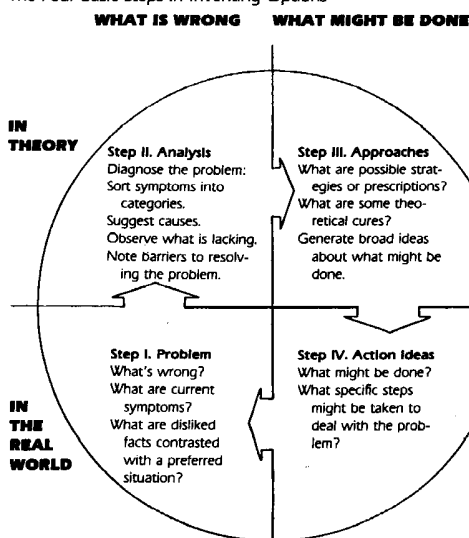 The Four Basic Steps in Inventing Options
WHAT IS WRONG
WHAT MIGHT BE DONE
IN
THEORY
Step II. Analysis
Diagnose the problem:
Sort symptoms into
categories.
Suggest causes.
Observe what is lacking.
Note barriers to resolv-
ing the problem.
Step III. Approaches
What are possible strat-
egies or prescriptions?
What are some theo-
retical cures?
Generate broad ideas
about what might be
done.
IN
THE
REAL
WORLD
Step I. Problem
What's wrong?
What are current
symptoms?
What are disliked
facts contrasted
with a preferred
situation?
Step IV. Action Ideas
What might be done?
What specific steps
might be taken to
deal with the prob-
lem?